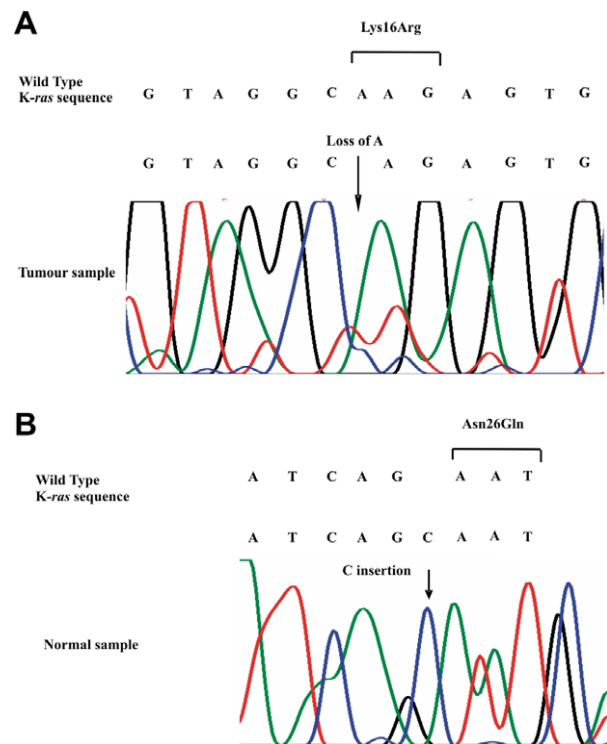 A
Lys16Arg
Wild Type
K-ras sequence
G T A G G C A A G A G T G
Loss of A
G T A G G C A G A G T G
Tumour sample
B
Asn26Gln
Wild Type
K-ras sequence
A T C A G A A T
A T C A G C A A T
C insertion
Normal sample